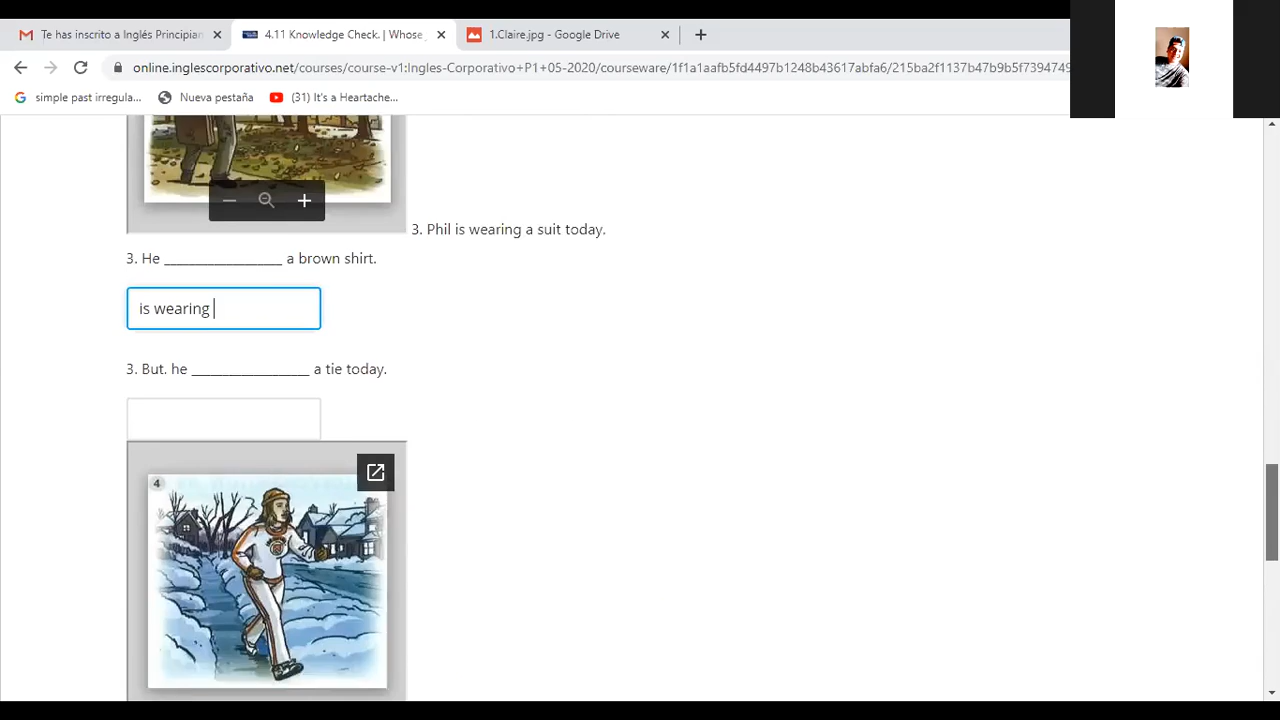 Te has inscrito a Inglés Principian
4.11 Knowledge Check. | Whose
1.Claire.jpg - Google Drive
online.inglescorporativo.net/courses/course-v1:Ingles-Corporativo+P1+05-2020/courseware/1f1a1aafb5fd4497b1248b43617abfa6/215ba2f1137b47b9b5f7394749
simple past irregula...
Nueva pestaña
(31) It's a Heartache...
3. Phil is wearing a suit today.
3. He __________________ a brown shirt.
is wearing
3. But. he __________________ a tie today.
4